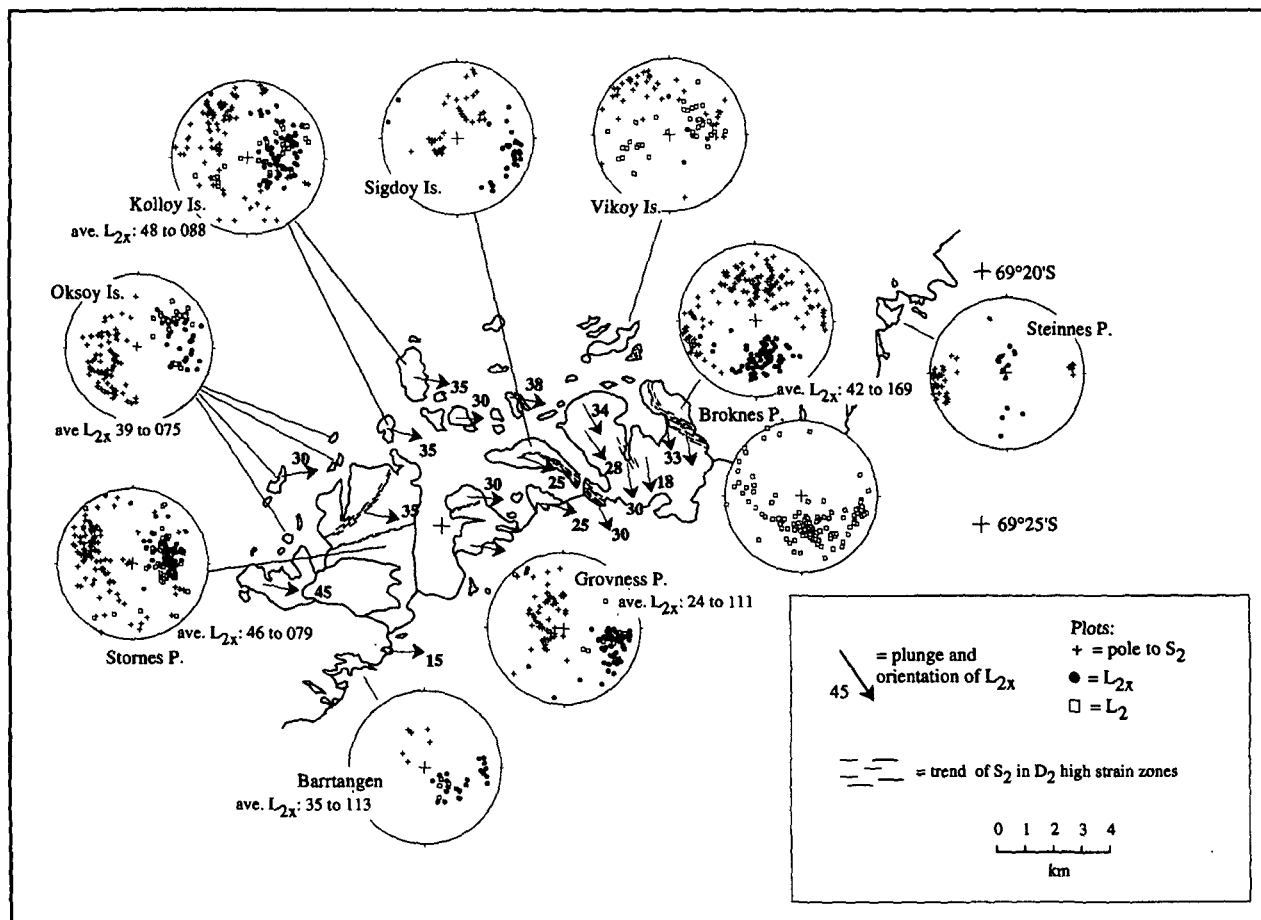 Kolloy Is.
ave. L2x: 48 to 088
Sigdoy Is.
Vikoy Is.
Oksoy Is.
ave L2x 39 to 075
69°20'S
Steinnes P.
ave. L2x: 42 to 169
Broknes P.
35
30
38
34
35
33
30
28
18
25
30
35
30
25
30
69°25'S
Grovness P.
ave. L2x: 24 to 111
45
ave. L2x: 46 to 079
Stornes P.
15
Barrtangen
ave. L2x: 35 to 113
45
= plunge and
orientation of L2x
Plots:
+ = pole to S2
= L2x
= L2
= trend of S2 in D2 high strain zones
0 1 2 3 4
km